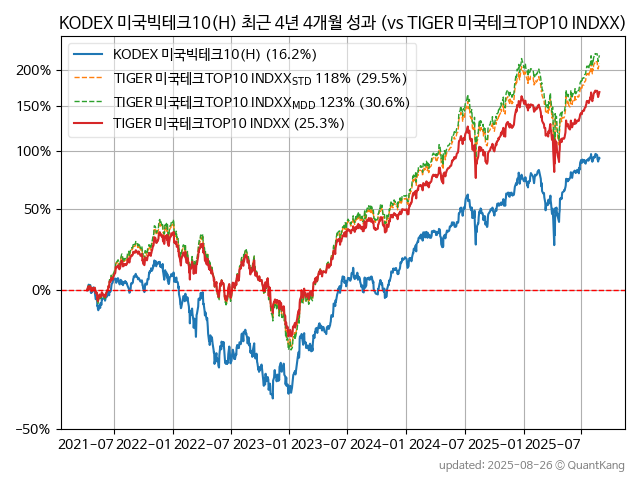 KODEX 미국빅테크10(H) 최근 4년 4개월 성과 (vs TIGER 미국테크TOP10 INDXX)
KODEX 미국빅테크10(H) (16.2%)
TIGER 미국테크TOP10 INDXXSTD 118% (29.5%)
TIGER 미국테크TOP10 INDXXMDD 123% (30.6%)
TIGER 미국테크TOP10 INDXX (25.3%)
200%
150%
100%
50%
0%
−50%
2021-07 2022-01 2022-07 2023-01 2023-07 2024-01 2024-07 2025-01 2025-07
updated: 2025-08-26 © QuantKang